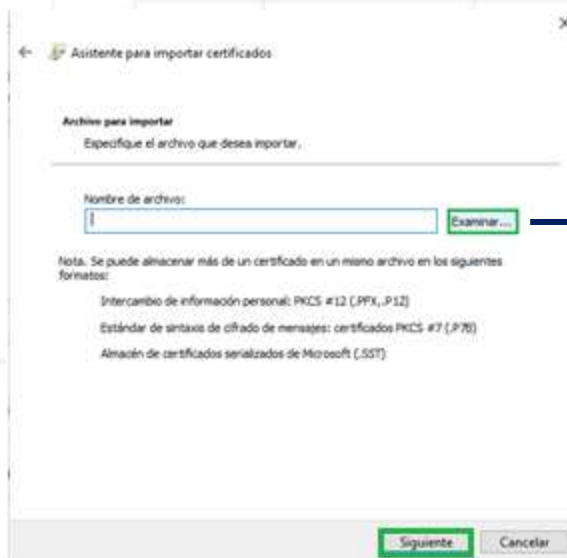 Asistente para importar certificados
Archivo para importar
Especifique el archivo que desea importar.
Nombre de archivo:
Examinar...
Nota. Se puede almacenar más de un certificado en un mismo archivo en los siguientes
formatos:
Intercambio de información personal: PKCS #12 (.PFX,.P12)
Estándar de sintaxis de cifrado de mensajes: certificados PKCS #7 (.P7B)
Almacén de certificados serializados de Microsoft (.SST)
Siguiente Cancelar